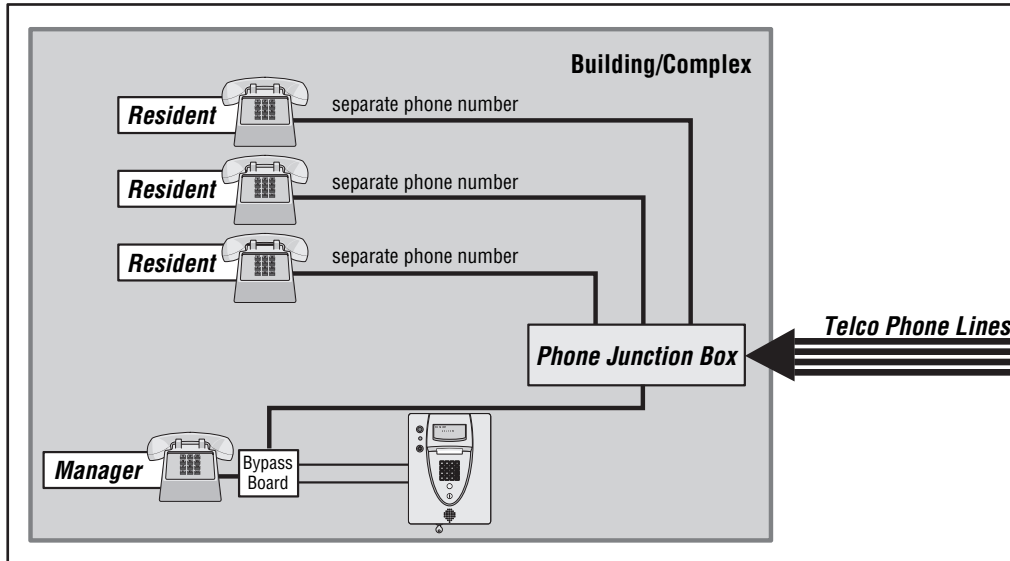 Building/Complex
Resident
separate phone number
Resident
separate phone number
Resident
separate phone number
Telco Phone Lines
Phone Junction Box
Manager
Bypass
Board